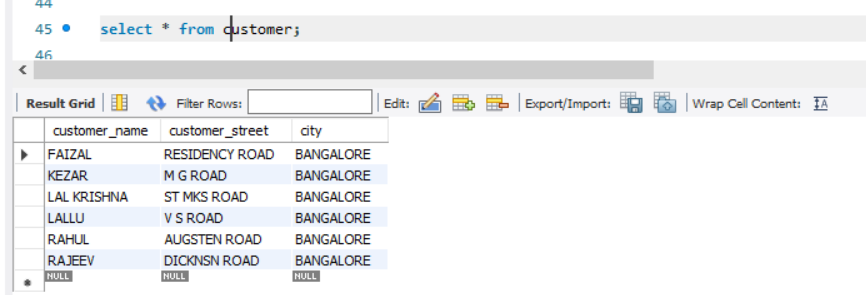 44
45 select * from customer;
46
Result Grid Filter Rows: Edit: Export/Import: Wrap Cell Content: IA
customer_name customer_street city
FAIZAL RESIDENCY ROAD BANGALORE
KEZAR M G ROAD BANGALORE
LAL KRISHNA ST MKS ROAD BANGALORE
LALLU V S ROAD BANGALORE
RAHUL AUGSTEN ROAD BANGALORE
RAJEEV DICKNSN ROAD BANGALORE
NULL NULL NULL